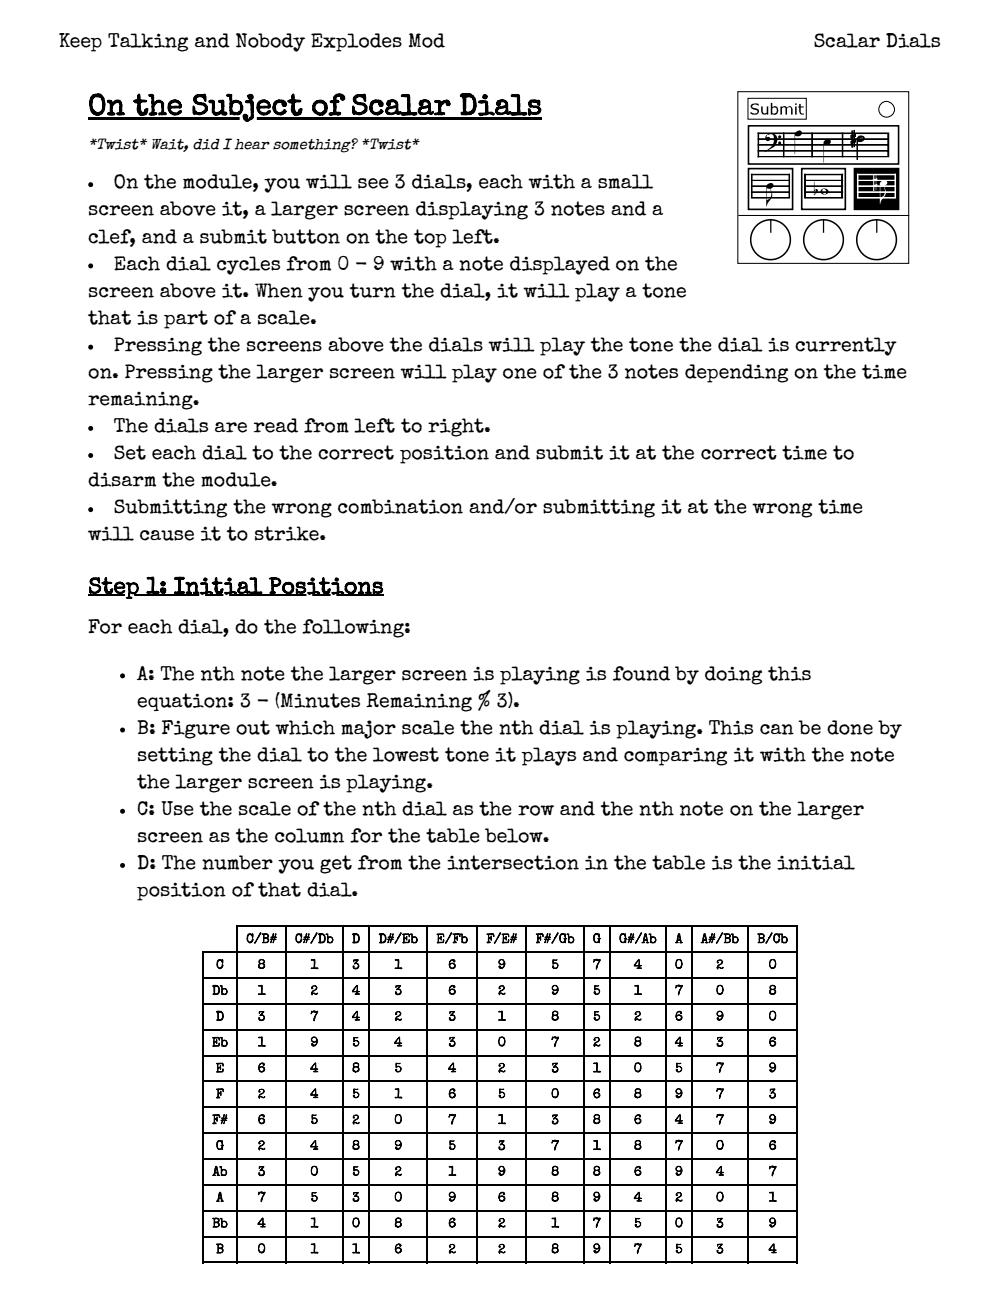 Keep Talking and Nobody Explodes Mod
Scalar Dials
On the Subject of Scalar Dials
*Twist* Wait, did I hear something? *Twist*
Submit
• On the module, you will see 3 dials, each with a small
screen above it, a larger screen displaying 3 notes and a
clef, and a submit button on the top left.
• Each dial cycles from 0 - 9 with a note displayed on the
screen above it. When you turn the dial, it will play a tone
that is part of a scale.
• Pressing the screens above the dials will play the tone the dial is currently
on. Pressing the larger screen will play one of the 3 notes depending on the time
remaining.
• The dials are read from left to right.
• Set each dial to the correct position and submit it at the correct time to
disarm the module.
• Submitting the wrong combination and/or submitting it at the wrong time
will cause it to strike.
Step 1: Initial Positions
For each dial, do the following:
• A: The nth note the larger screen is playing is found by doing this
equation: 3 - (Minutes Remaining % 3).
• B: Figure out which major scale the nth dial is playing. This can be done by
setting the dial to the lowest tone it plays and comparing it with the note
the larger screen is playing.
• C: Use the scale of the nth dial as the row and the nth note on the larger
screen as the column for the table below.
• D: The number you get from the intersection in the table is the initial
position of that dial.
C/B# C#/Db D D#/Eb E/Fb F/E# F#/Gb G G#/Ab A A#/Bb B/Cb
C 8 1 3 1 6 9 5 7 4 0 2 0
Db 1 2 4 3 6 2 9 5 1 7 0 8
D 3 7 4 2 3 1 8 5 2 6 9 0
Eb 1 9 5 4 3 0 7 2 8 4 3 6
E 6 4 8 5 4 2 3 1 0 5 7 9
F 2 4 5 1 6 5 0 6 8 9 7 3
F# 6 5 2 0 7 1 3 8 6 4 7 9
G 2 4 8 9 5 3 7 1 8 7 0 6
Ab 3 0 5 2 1 9 8 8 6 9 4 7
A 7 5 3 0 9 6 8 9 4 2 0 1
Bb 4 1 0 8 6 2 1 7 5 0 3 9
B 0 1 1 6 2 2 8 9 7 5 3 4